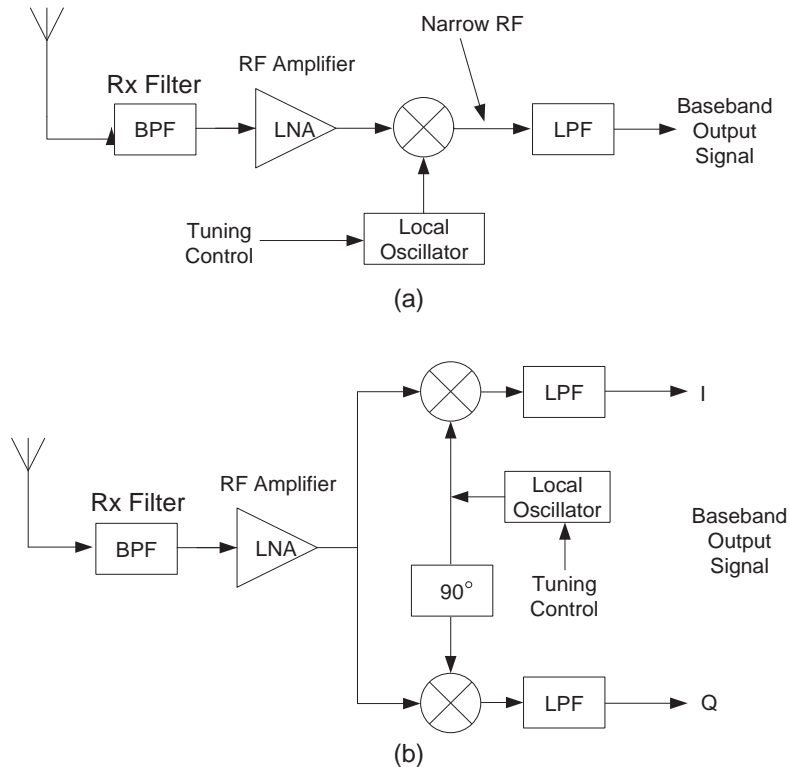 Narrow RF
RF Amplifier
Rx Filter
BPF
LNA
LPF
Baseband
Output
Signal
Tuning
Control
Local
Oscillator
(a)
LPF
I
RF Amplifier
Rx Filter
BPF
LNA
Local
Oscillator
Baseband
Output
Signal
90°
Tuning
Control
LPF
Q
(b)